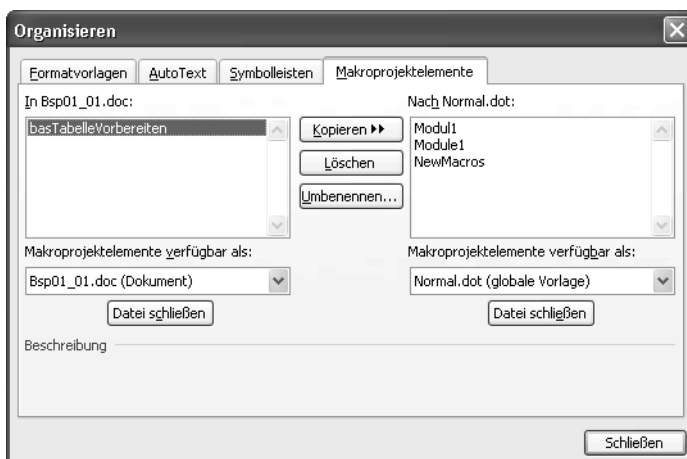 Organisieren
Formatvorlagen AutoText Symbolleisten Makroprojektelemente
In Bsp01_01.doc: Nach Normal.dot:
basTabelleVorbereiten Kopieren Modul1
Module1
Löschen NewMacros
Umbenennen...
Makroprojektelemente verfügbar als: Makroprojektelemente verfügbar als:
Bsp01_01.doc (Dokument) Normal.dot (globale Vorlage)
Datei schließen Datei schließen
Beschreibung
Schließen